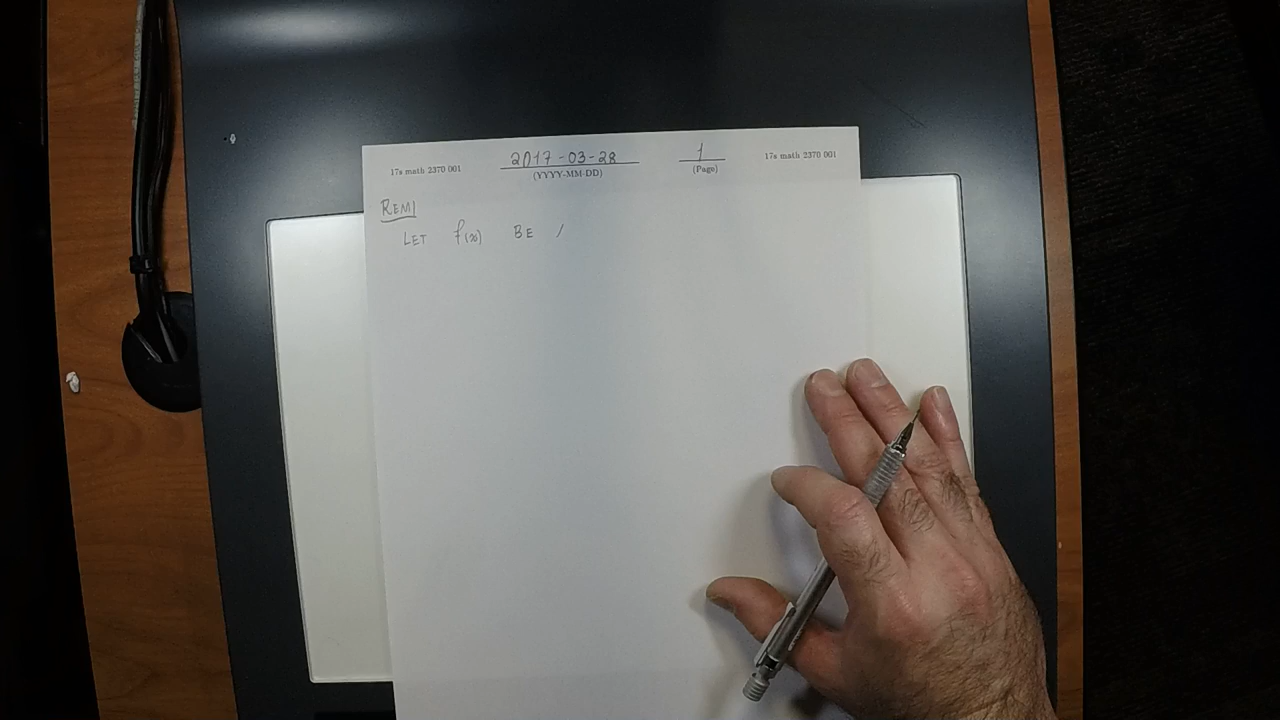 17s math 2370 001 2017-03-28 1 17s math 2370 001
(YYYY-MM-DD) (Page)
REM|
LET f(x) BE /